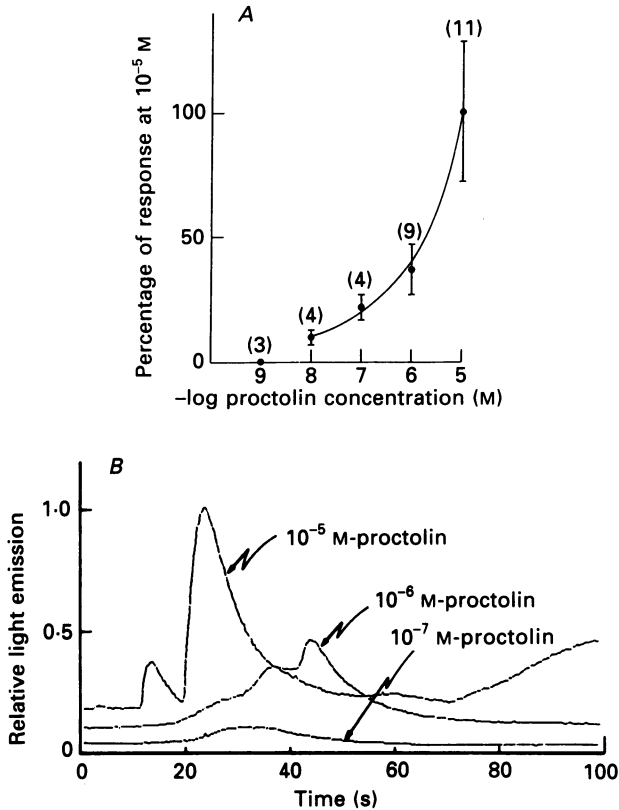 A
Percentage of response at 10⁻⁵ M
100
50
0
(3)
(4)
(4)
(9)
(11)
9 8 7 6 5
–log proctolin concentration (M)
B
Relative light emission
1·0
0·5
0
10⁻⁵ M-proctolin
10⁻⁶ M-proctolin
10⁻⁷ M-proctolin
0 20 40 60 80 100
Time (s)